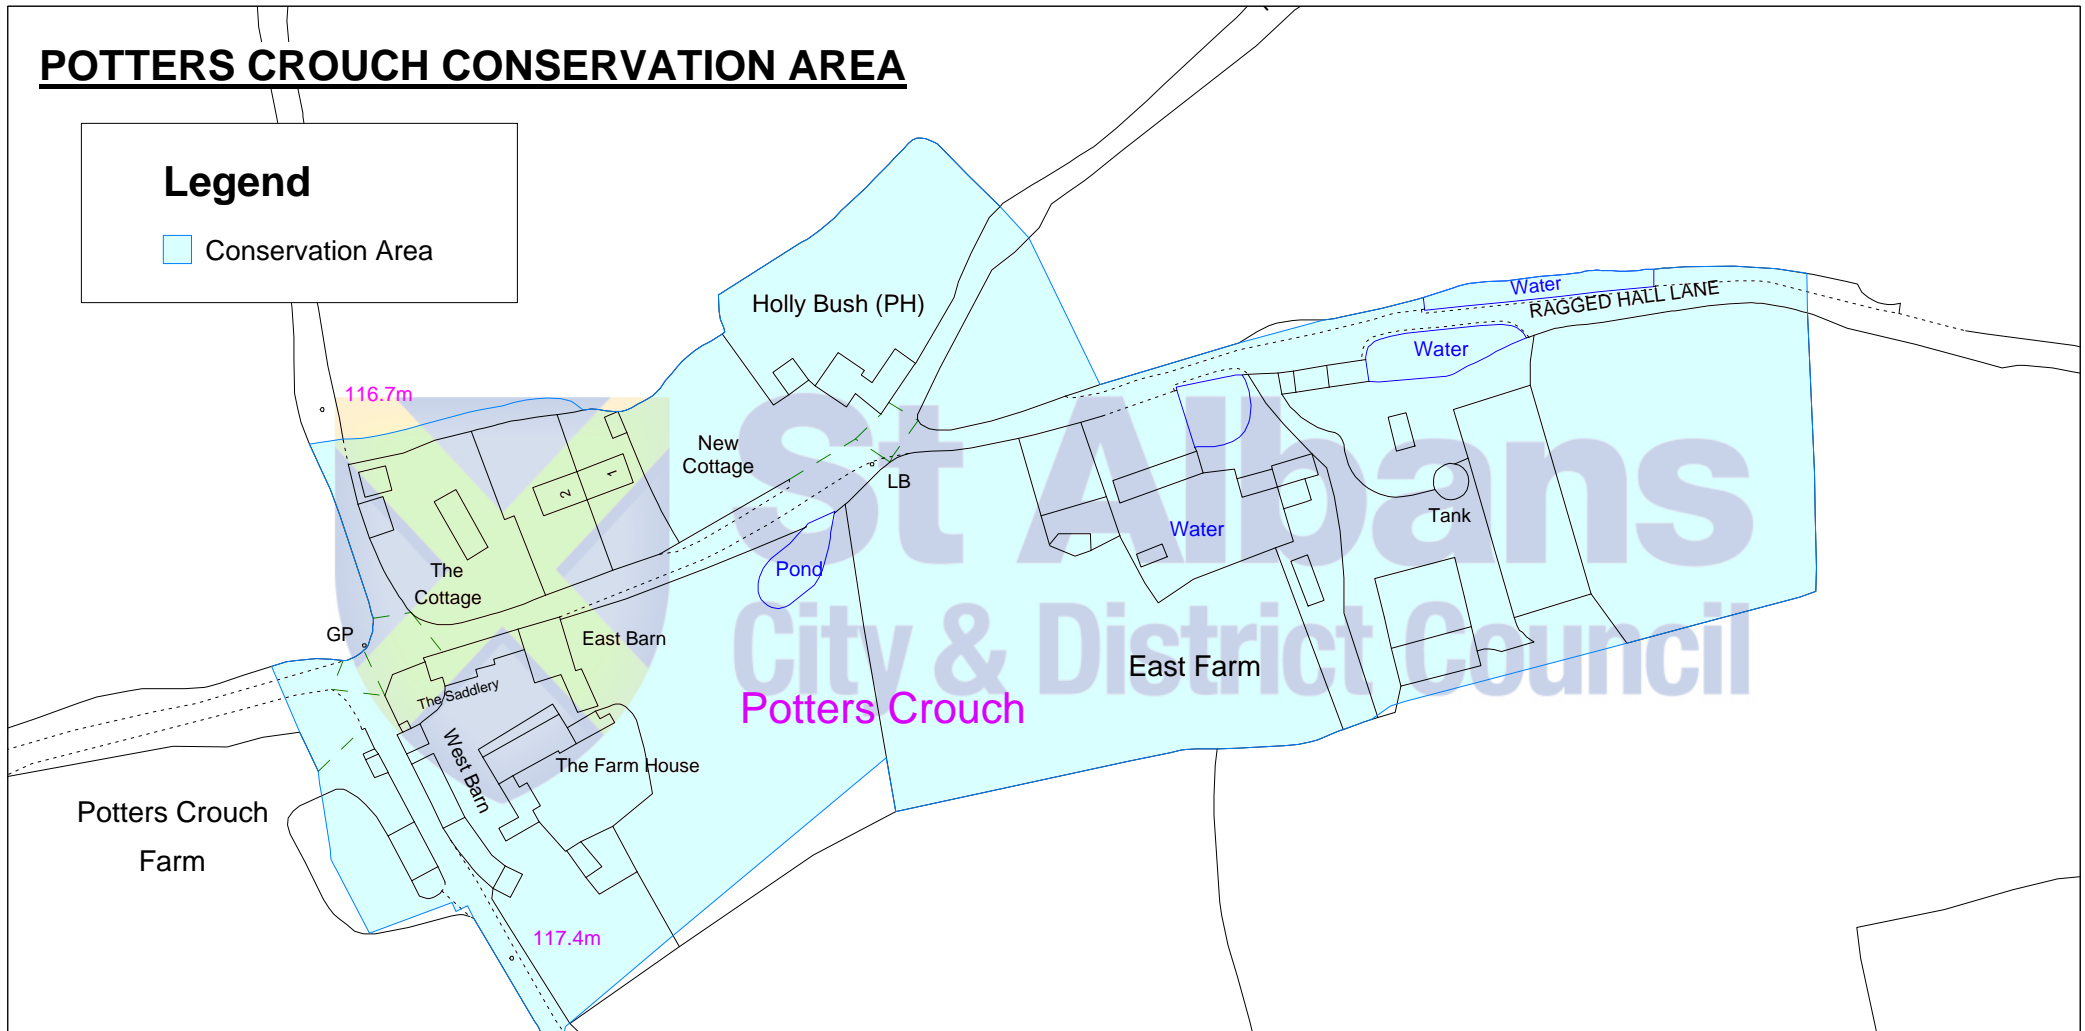 POTTERS CROUCH CONSERVATION AREA
Legend
Conservation Area
Holly Bush (PH)
Water
RAGGED HALL LANE
Water
116.7m
New
Cottage
1
2
LB
Tank
Water
Pond
The
Cottage
GP
East Barn
East Farm
The Saddlery
Potters Crouch
West Barn
The Farm House
Potters Crouch
Farm
117.4m
St Albans
City & District Council